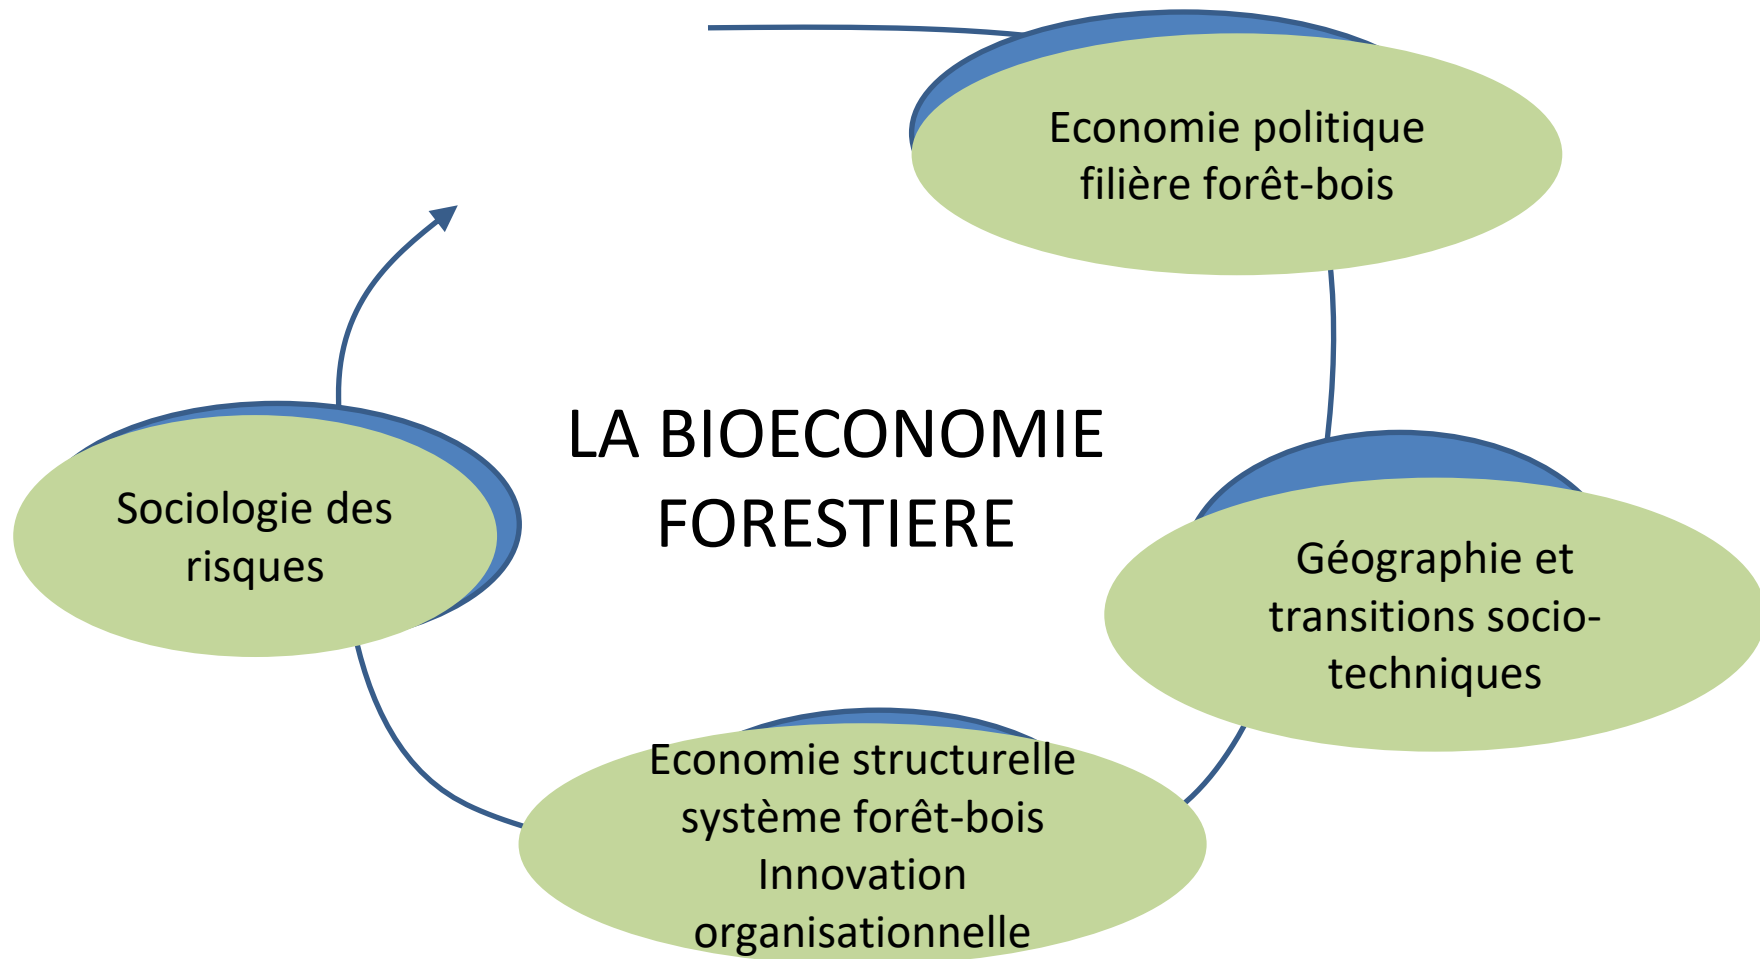 Economie politique
filière forêt-bois
LA BIOECONOMIE
FORESTIERE
Sociologie des
risques
Géographie et
transitions socio-
techniques
Economie structurelle
système forêt-bois
Innovation
organisationnelle